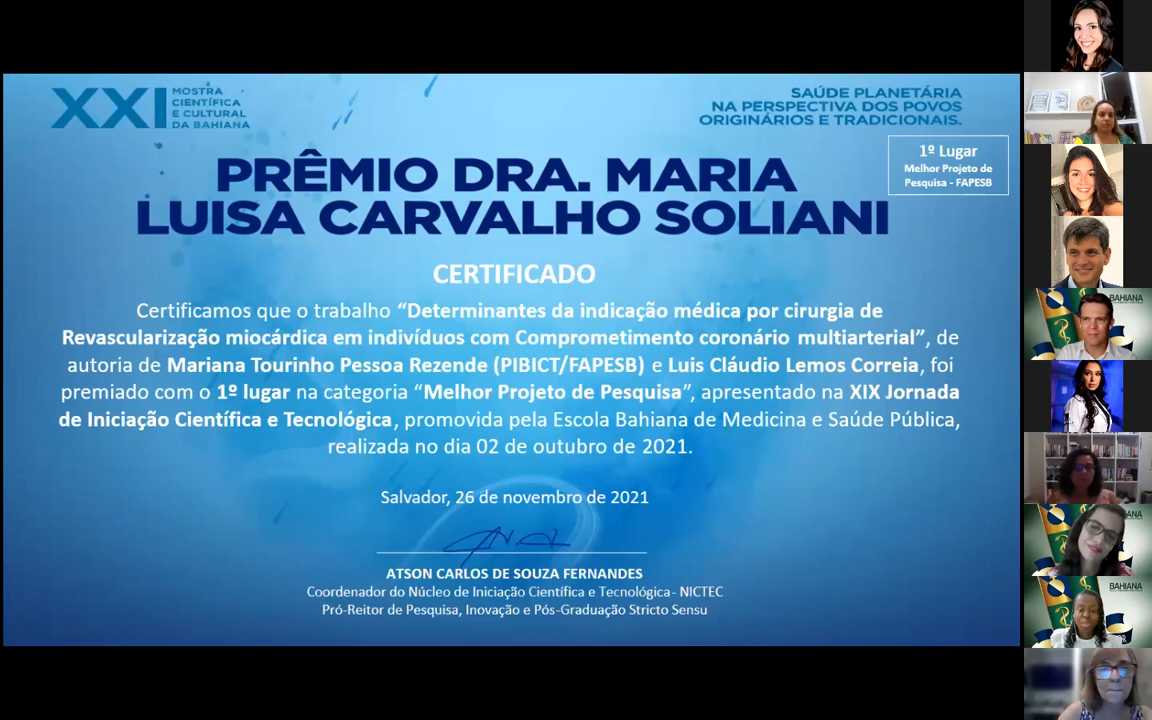 XXI MOSTRA
CIENTÍFICA
E CULTURAL
DA BAHIANA
SAÚDE PLANETÁRIA
NA PERSPECTIVA DOS POVOS
ORIGINÁRIOS E TRADICIONAIS.
1º Lugar
Melhor Projeto de
Pesquisa - FAPESB
PRÊMIO DRA. MARIA
LUISA CARVALHO SOLIANI
CERTIFICADO
Certificamos que o trabalho “Determinantes da indicação médica por cirurgia de
Revascularização miocárdica em indivíduos com Comprometimento coronário multiarterial”, de
autoria de Mariana Tourinho Pessoa Rezende (PIBICT/FAPESB) e Luis Cláudio Lemos Correia, foi
premiado com o 1º lugar na categoria “Melhor Projeto de Pesquisa”, apresentado na XIX Jornada
de Iniciação Científica e Tecnológica, promovida pela Escola Bahiana de Medicina e Saúde Pública,
realizada no dia 02 de outubro de 2021.
Salvador, 26 de novembro de 2021
ATSON CARLOS DE SOUZA FERNANDES
Coordenador do Núcleo de Iniciação Científica e Tecnológica - NICTEC
Pró-Reitor de Pesquisa, Inovação e Pós-Graduação Stricto Sensu
BAHIANA
ANA
BAHIANA